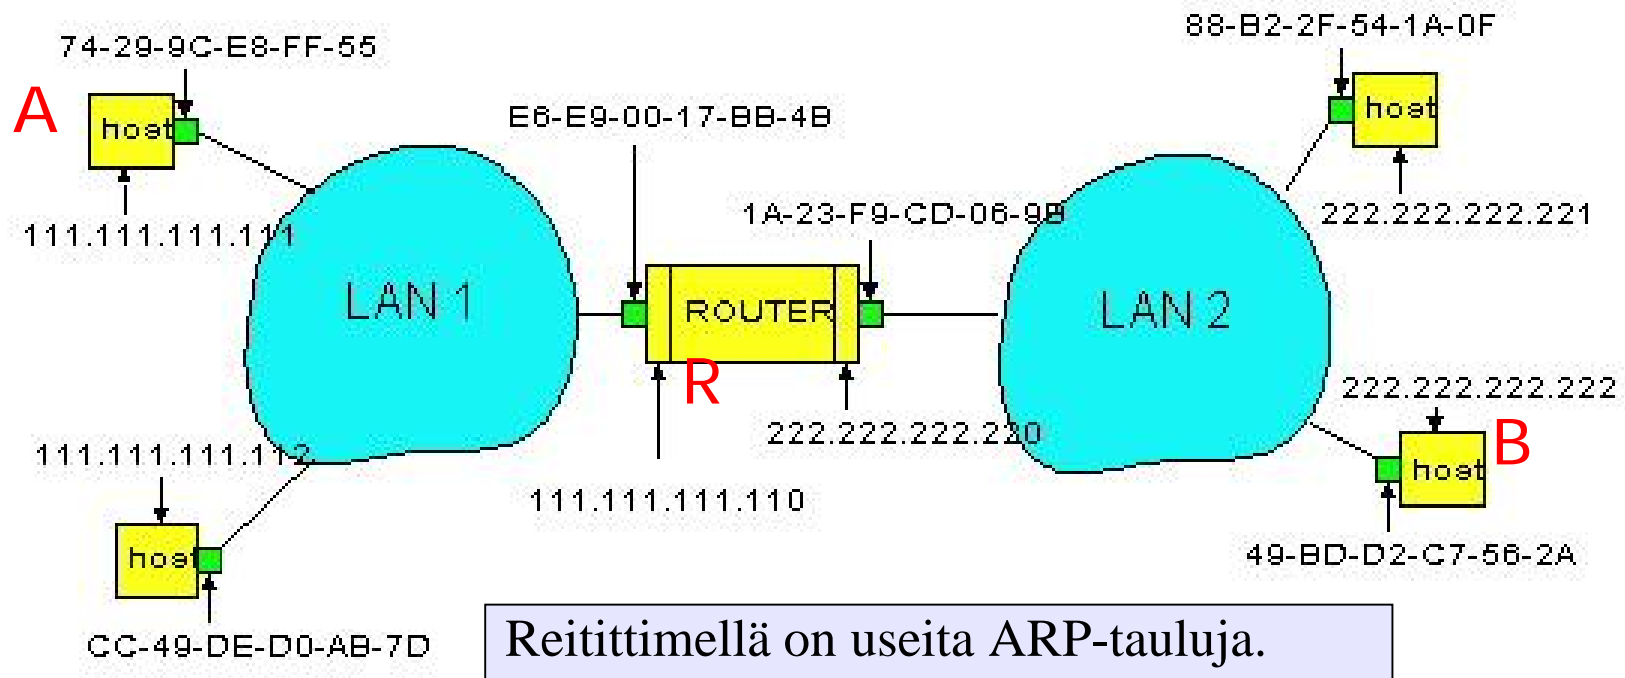 88-B2-2F-54-1A-0F
74-29-9C-E8-FF-55
A
host
E6-E9-00-17-BB-4B
host
111.111.111.111
1A-23-F9-CD-06-9B
222.222.222.221
LAN 1
ROUTER
LAN 2
R
222.222.222.222
111.111.111.112
222.222.222.220
B
host
111.111.111.110
host
49-BD-D2-C7-56-2A
CC-49-DE-D0-AB-7D
Reitittimellä on useita ARP-tauluja.